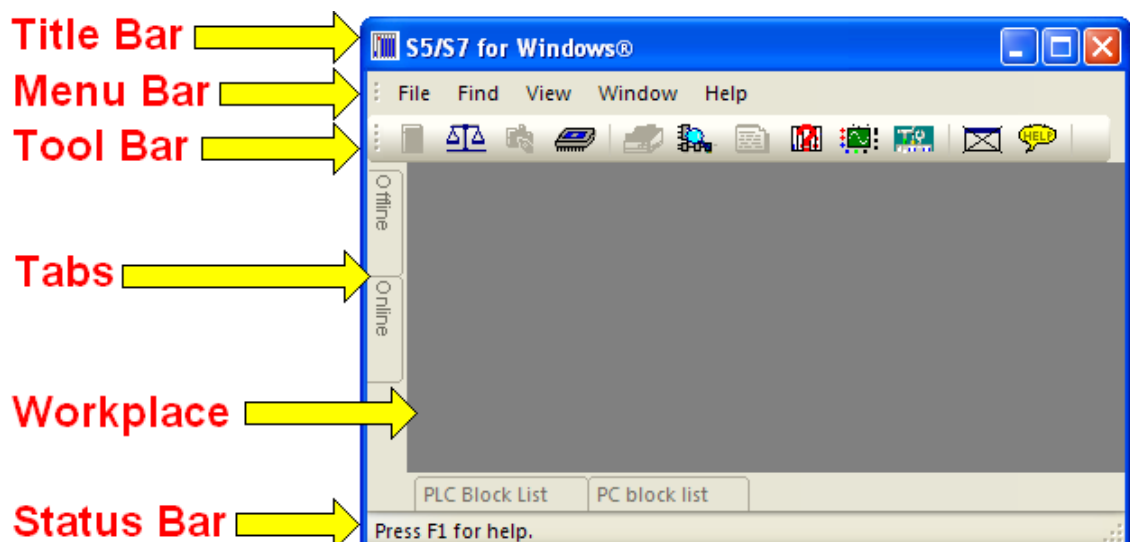 Title Bar
S5/S7 for Windows®
Menu Bar
File Find View Window Help
Tool Bar
HELP
Offline
Tabs
Online
Workplace
PLC Block List PC block list
Status Bar
Press F1 for help.